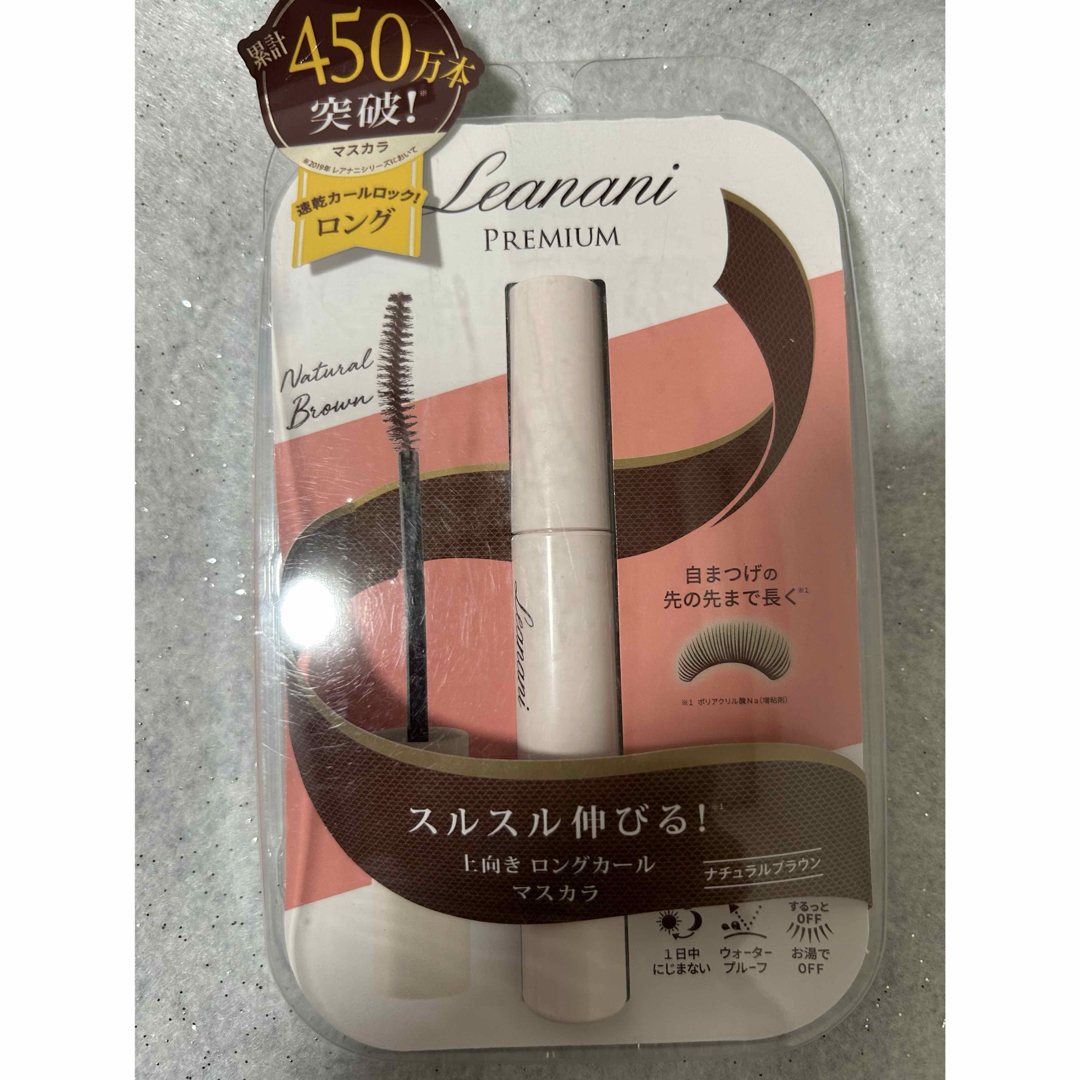 累計
450万本
突破!※
マスカラ
※2019年 レアナニシリーズにおいて
速乾カールロック!
ロング
Leanani
PREMIUM
Natural
Brown
Leanani
自まつげの
先の先まで長く※1
※1 ポリアクリル酸Na(増粘剤)
スルスル伸びる!※1
上向き ロングカール
マスカラ
ナチュラルブラウン
1日中
にじまない
ウォーター
プルーフ
するっと
OFF
お湯で
OFF